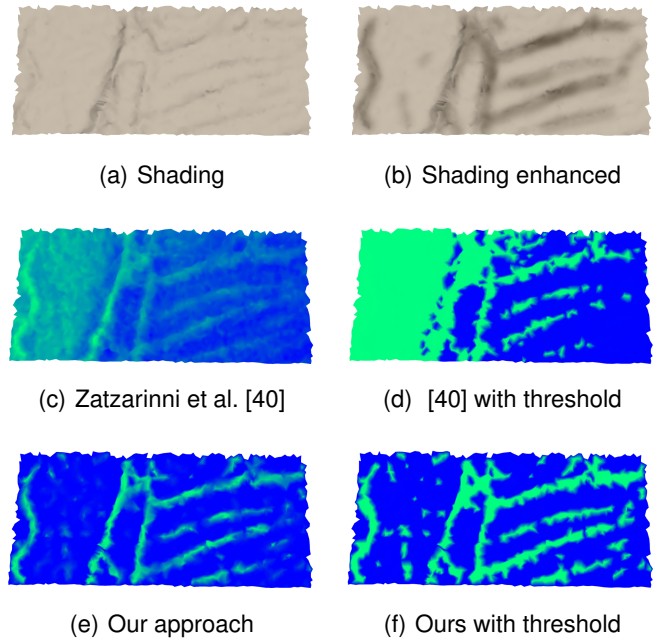 (a) Shading
(b) Shading enhanced
(c) Zatzarinni et al. [40]
(d) [40] with threshold
(e) Our approach
(f) Ours with threshold